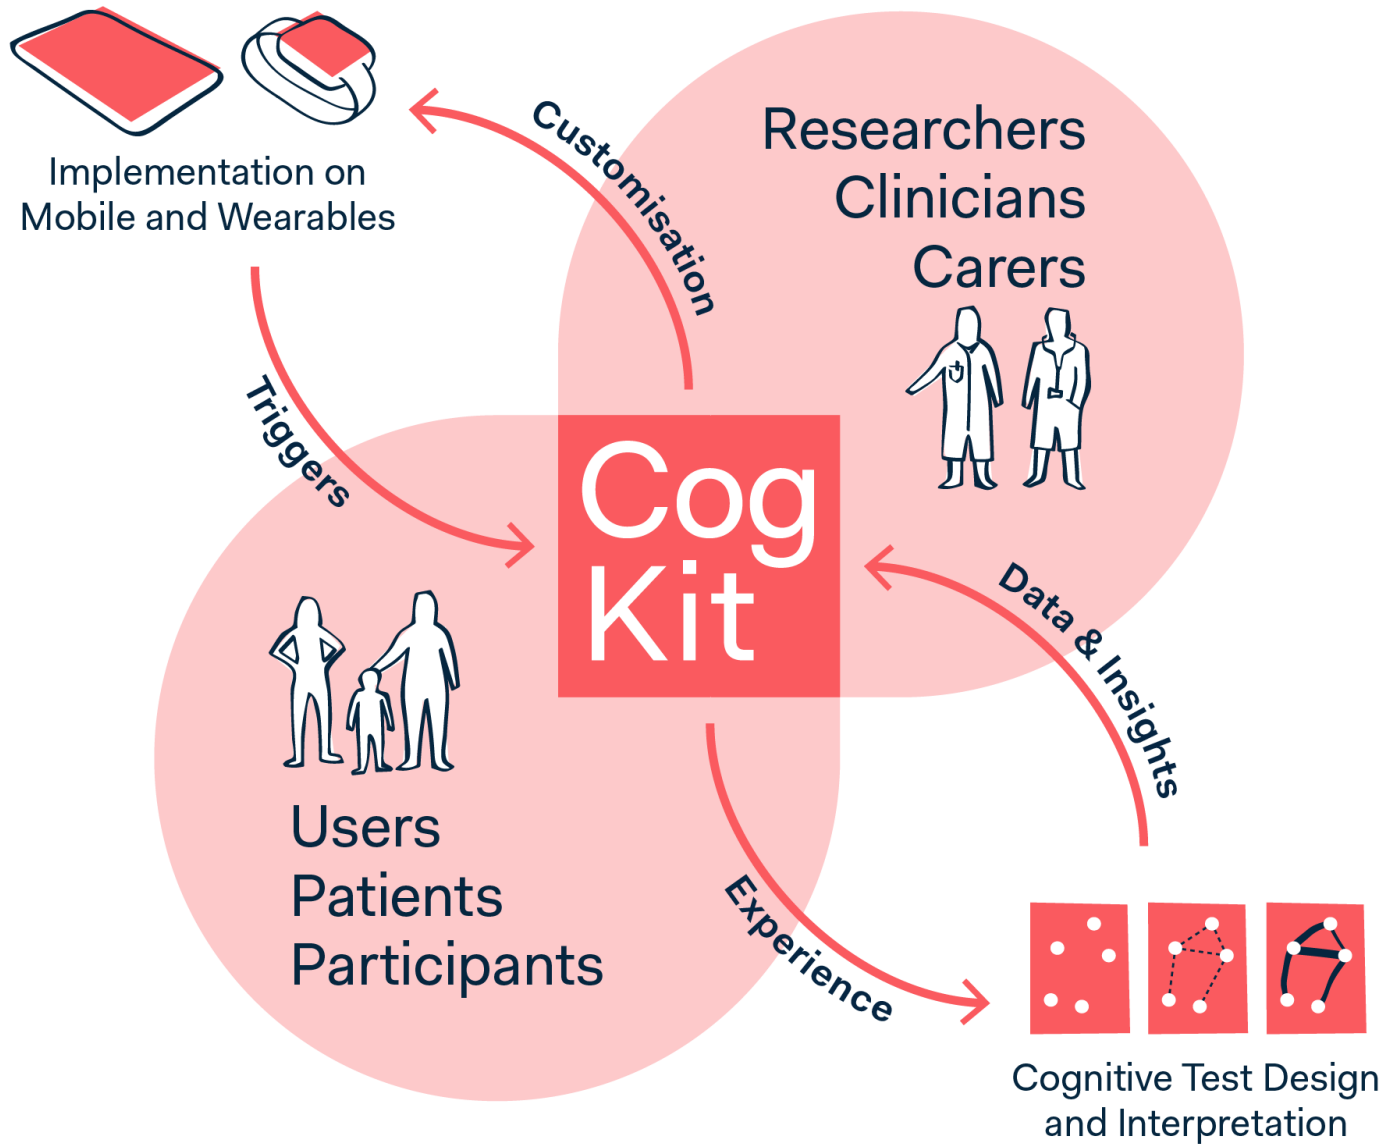 Implementation on
Mobile and Wearables
Customisation
Researchers
Clinicians
Carers
Triggers
Cog
Kit
Data & Insights
Users
Patients
Participants
Experience
Cognitive Test Design
and Interpretation